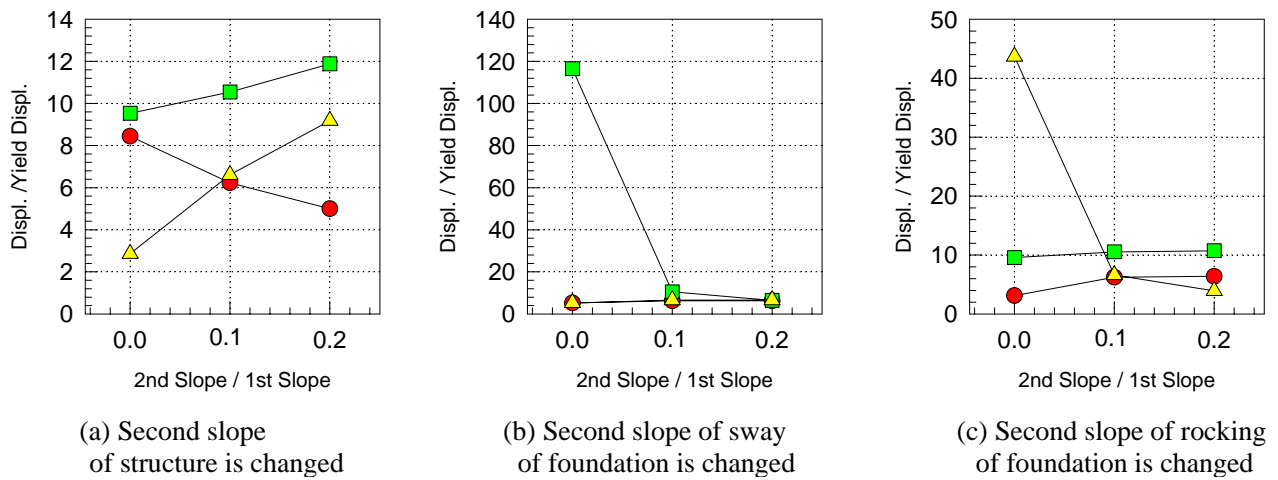 14
12
10
8
6
4
2
0
Displ. /Yield Displ.
0.0 0.1 0.2
2nd Slope / 1st Slope
(a) Second slope
of structure is changed
140
120
100
80
60
40
20
0
Displ. / Yield Displ.
0.0 0.1 0.2
2nd Slope / 1st Slope
(b) Second slope of sway
of foundation is changed
50
40
30
20
10
0
Displ. / Yield Displ.
0.0 0.1 0.2
2nd Slope / 1st Slope
(c) Second slope of rocking
of foundation is changed